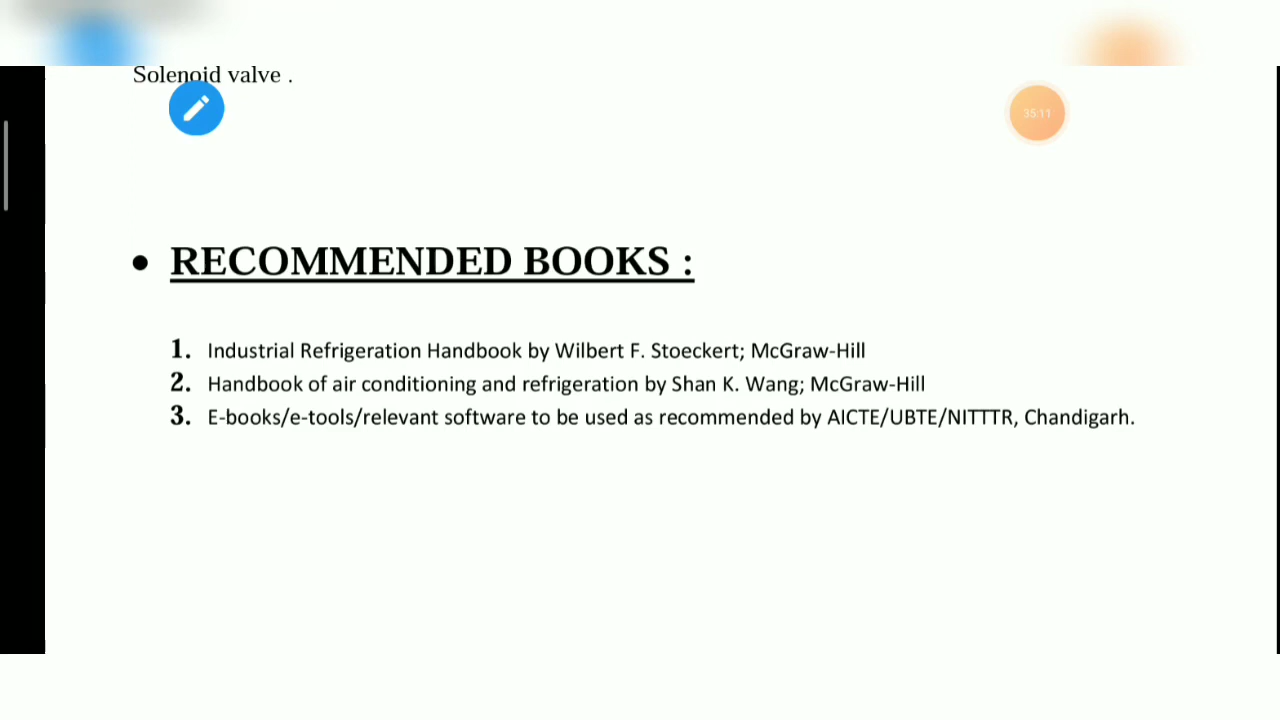 Solenoid valve .
35:11
• RECOMMENDED BOOKS :
1. Industrial Refrigeration Handbook by Wilbert F. Stoeckert; McGraw-Hill
2. Handbook of air conditioning and refrigeration by Shan K. Wang; McGraw-Hill
3. E-books/e-tools/relevant software to be used as recommended by AICTE/UBTE/NITTTR, Chandigarh.